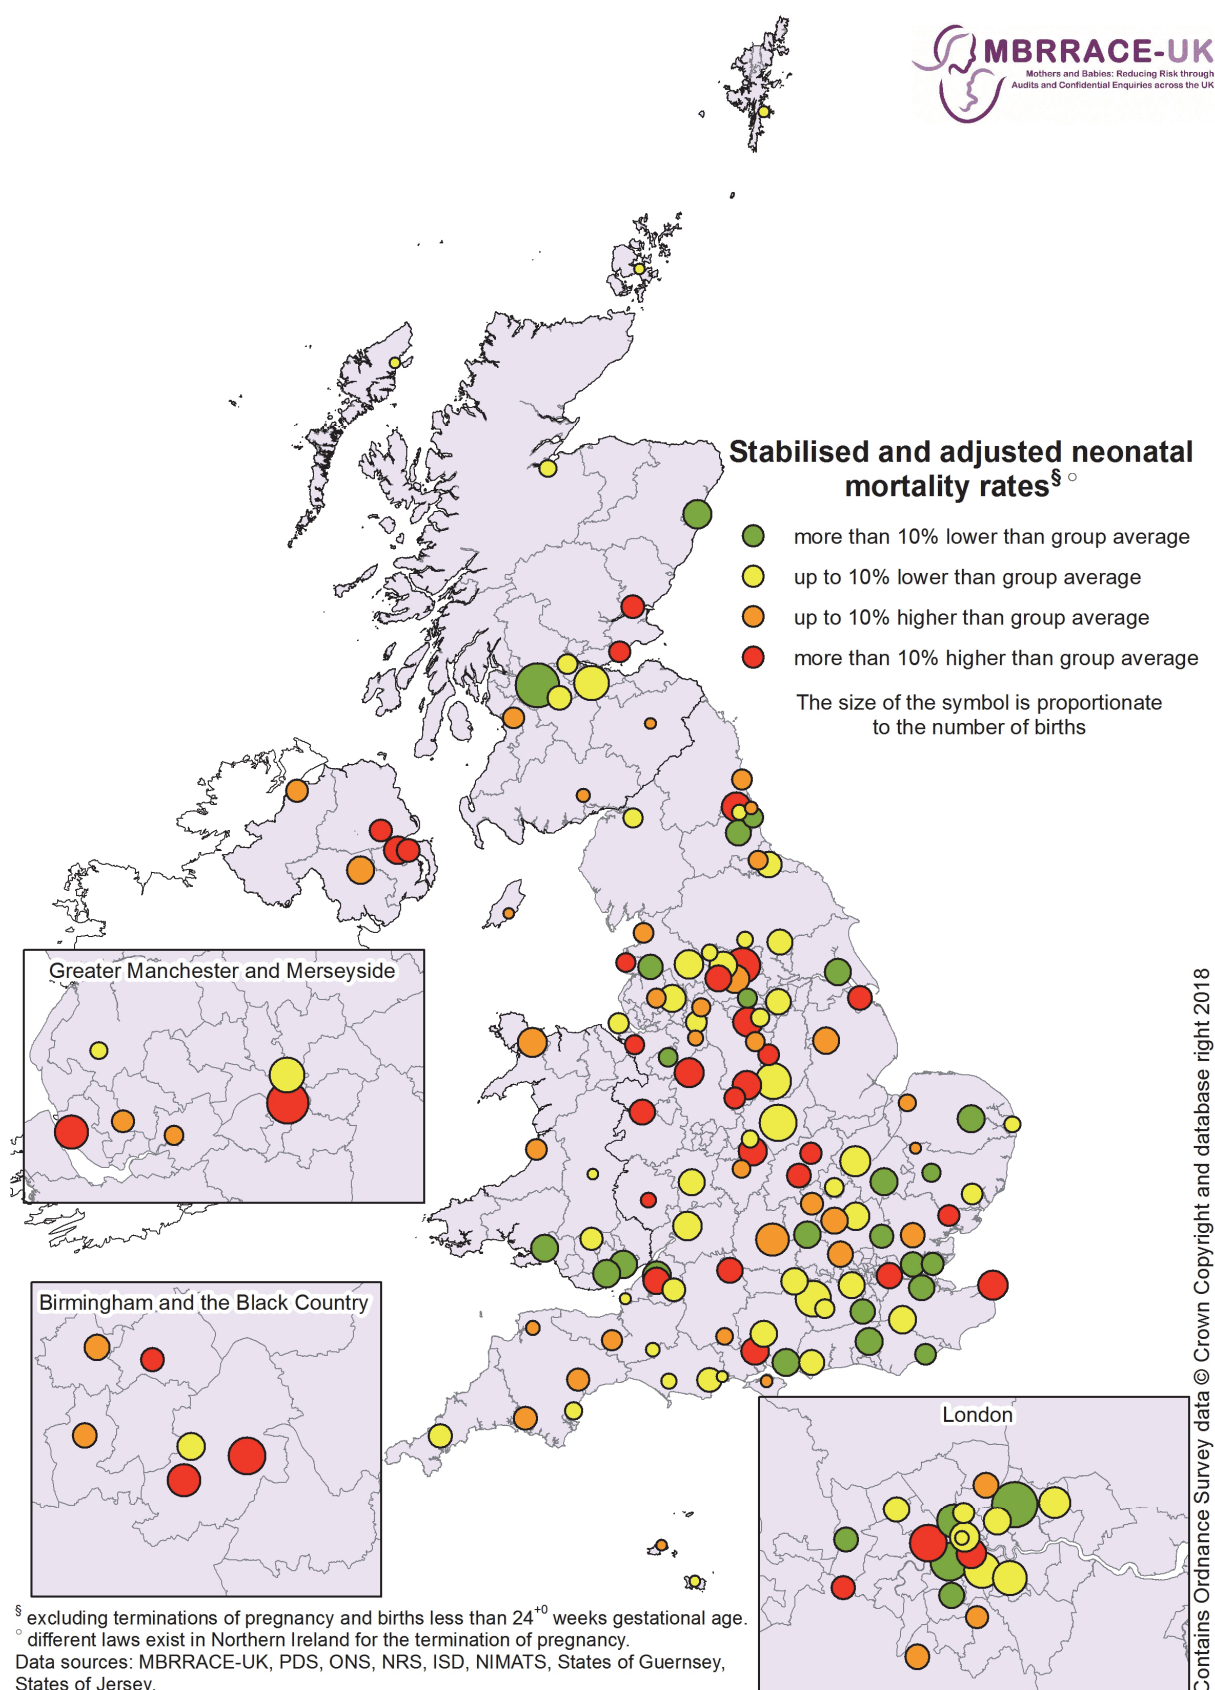 MBRRACE-UK
Mothers and Babies: Reducing Risk through
Audits and Confidential Enquiries across the UK
Stabilised and adjusted neonatal
mortality rates§ ○
more than 10% lower than group average
up to 10% lower than group average
up to 10% higher than group average
more than 10% higher than group average
The size of the symbol is proportionate
to the number of births
Greater Manchester and Merseyside
Birmingham and the Black Country
London
§ excluding terminations of pregnancy and births less than 24+0 weeks gestational age.
○ different laws exist in Northern Ireland for the termination of pregnancy.
Data sources: MBRRACE-UK, PDS, ONS, NRS, ISD, NIMATS, States of Guernsey,
States of Jersey.
Contains Ordnance Survey data © Crown Copyright and database right 2018